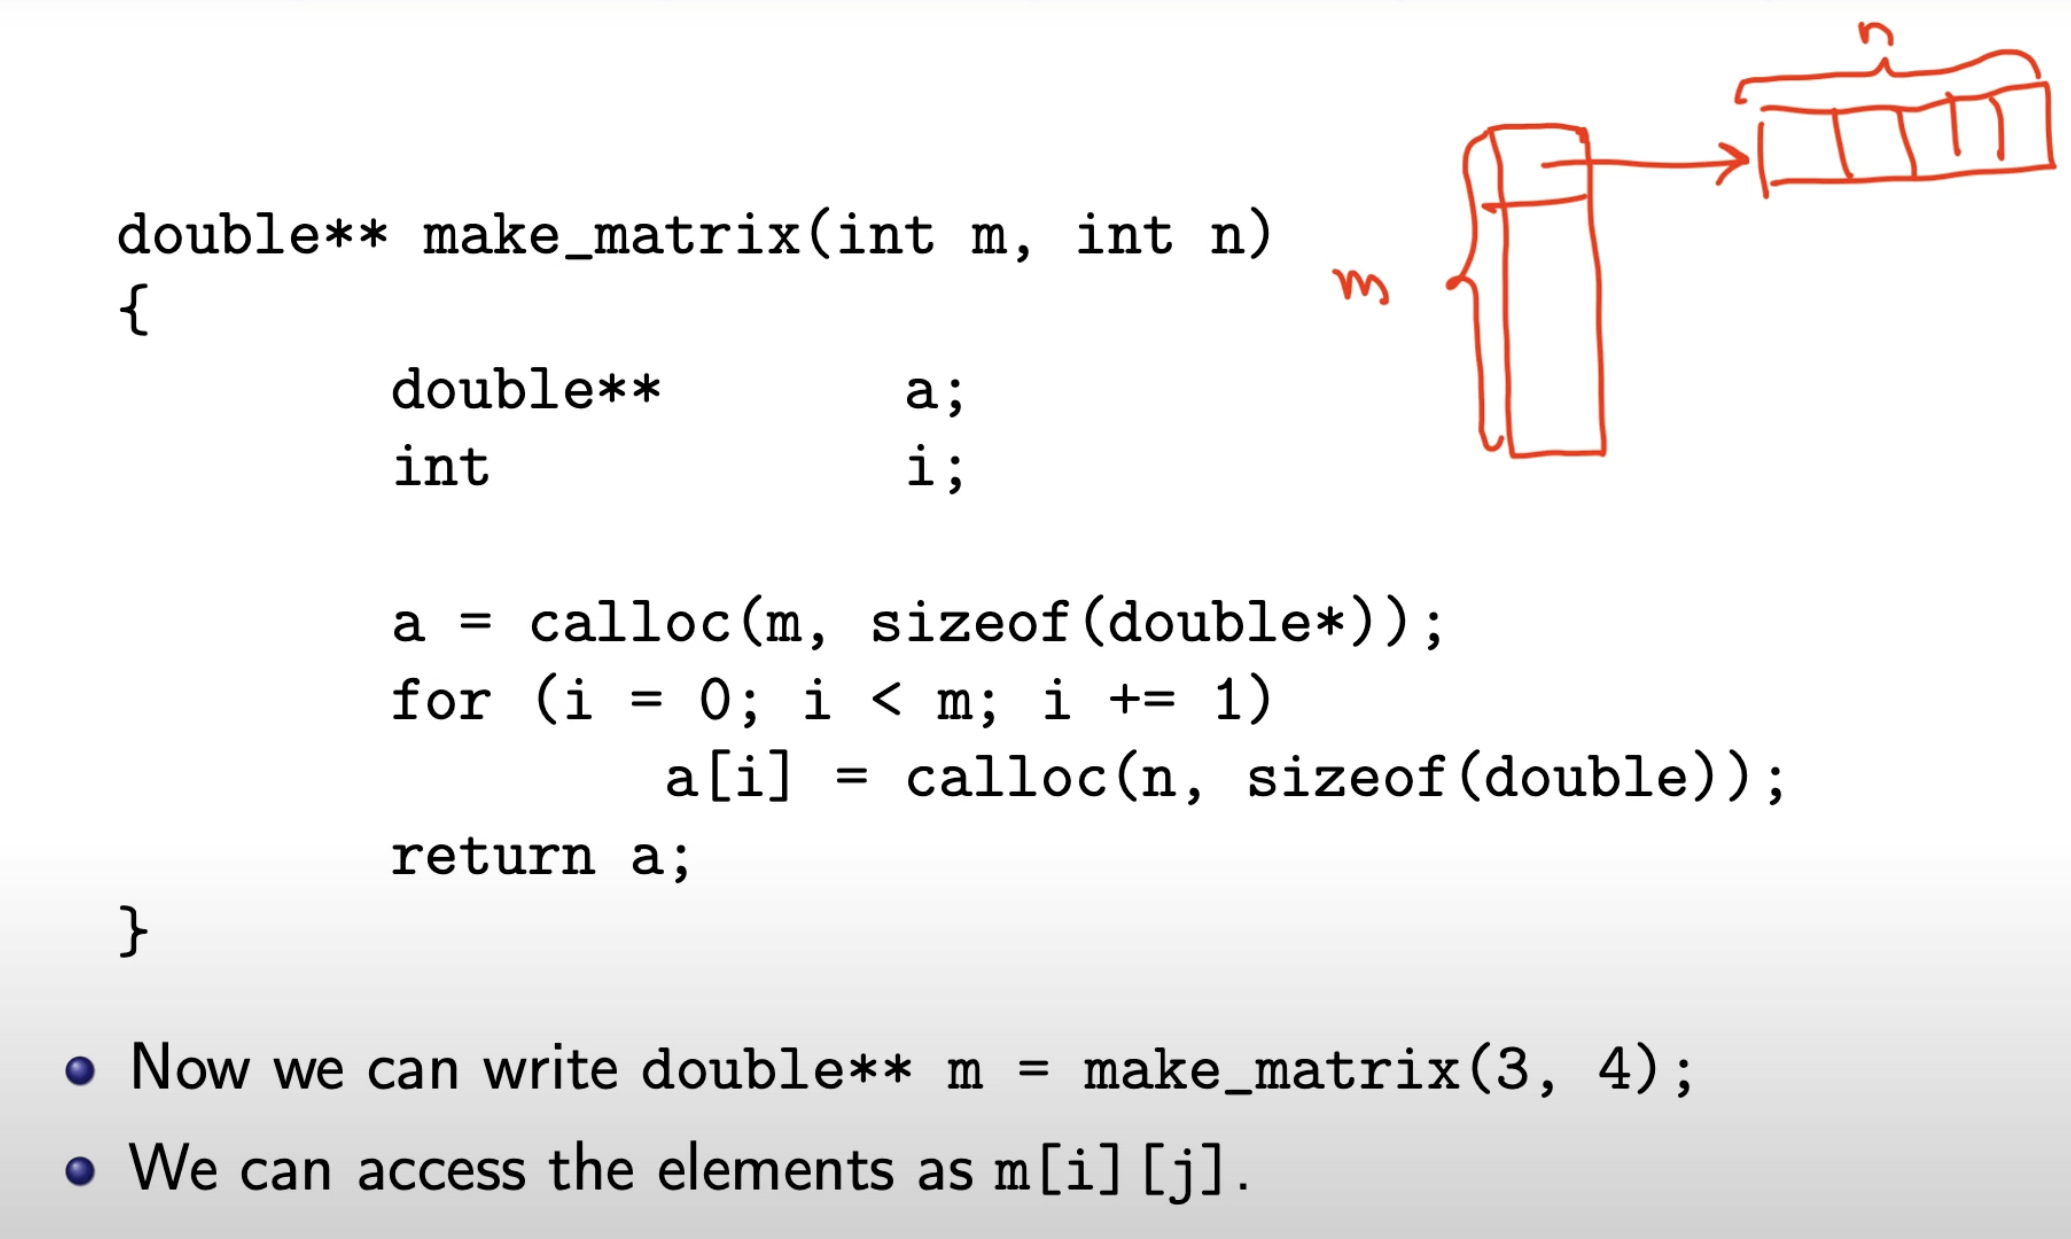 n
double** make_matrix(int m, int n)
m
{
double** a;
int i;
a = calloc(m, sizeof(double*));
for (i = 0; i < m; i += 1)
a[i] = calloc(n, sizeof(double));
return a;
}
Now we can write double** m = make_matrix(3, 4);
We can access the elements as m[i][j].